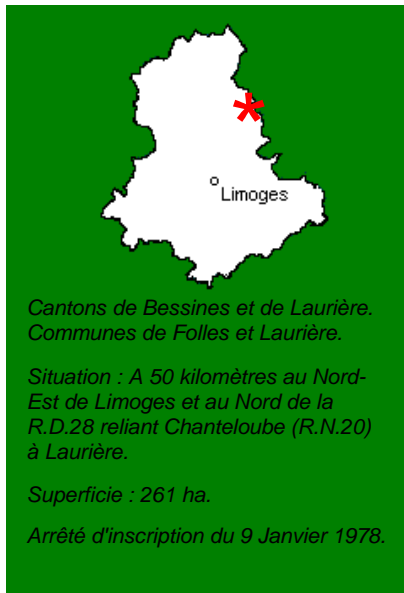 Limoges
Cantons de Bessines et de Laurière.
Communes de Folles et Laurière.
Situation : A 50 kilomètres au Nord-
Est de Limoges et au Nord de la
R.D.28 reliant Chanteloube (R.N.20)
à Laurière.
Superficie : 261 ha.
Arrêté d'inscription du 9 Janvier 1978.